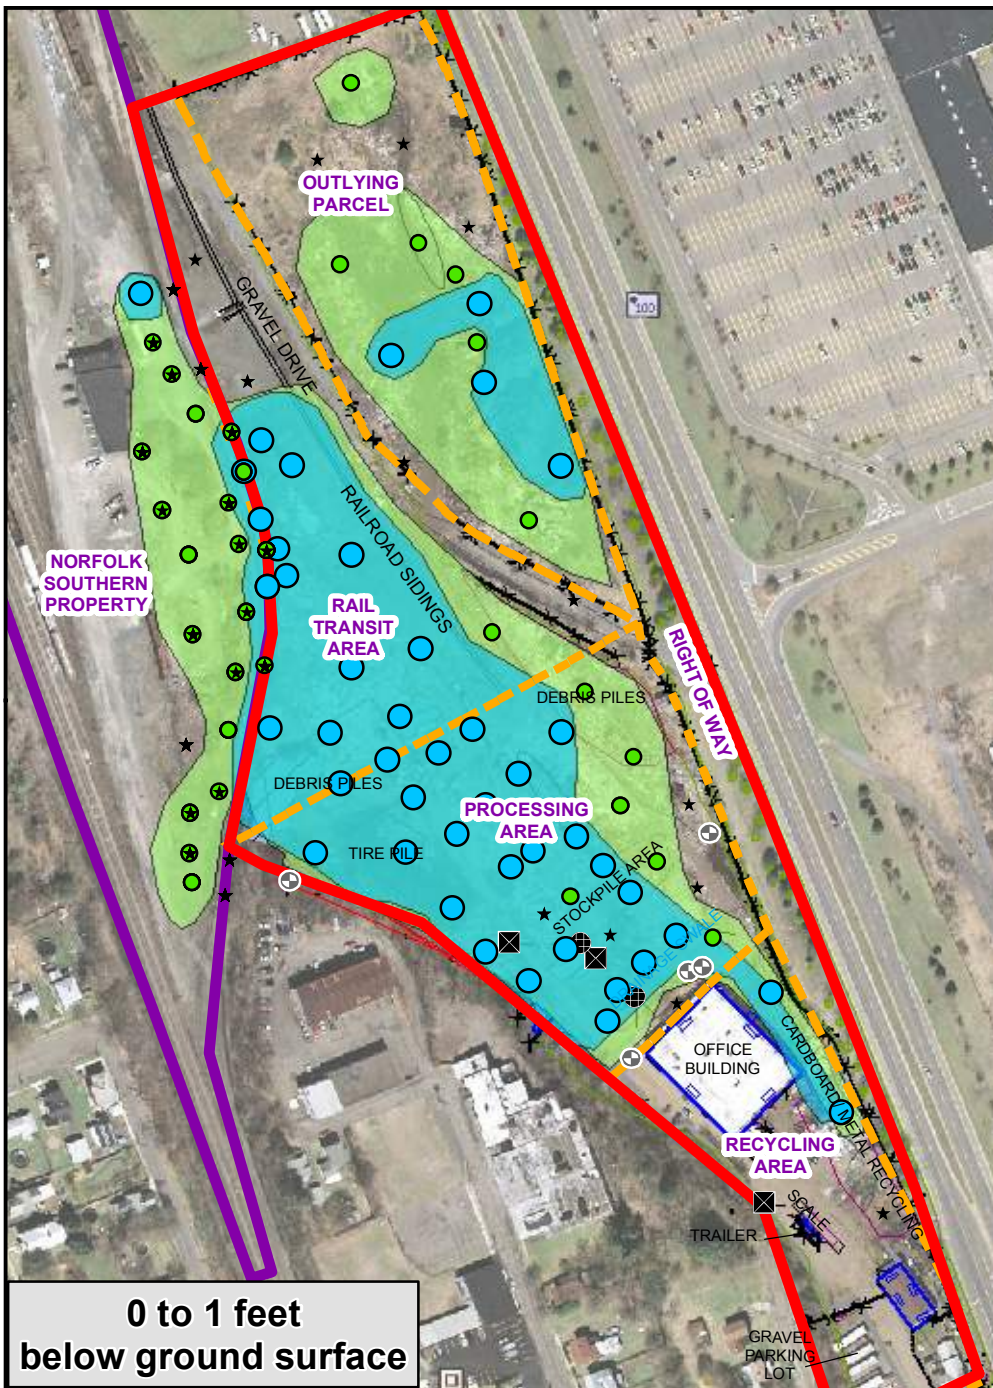 OUTLYING
PARCEL
100
GRAVEL DRIVE
RAILROAD SIDINGS
NORFOLK
SOUTHERN
PROPERTY
RAIL
TRANSIT
AREA
RIGHT OF WAY
DEBRIS PILES
DEBRIS PILES
PROCESSING
AREA
TIRE PILE
STOCKPILE AREA
DRAINAGE SWALE
OFFICE
BUILDING
CARDBOARD / METAL RECYCLING
RECYCLING
AREA
SCALE
TRAILER
GRAVEL
PARKING
LOT
0 to 1 feet
below ground surface